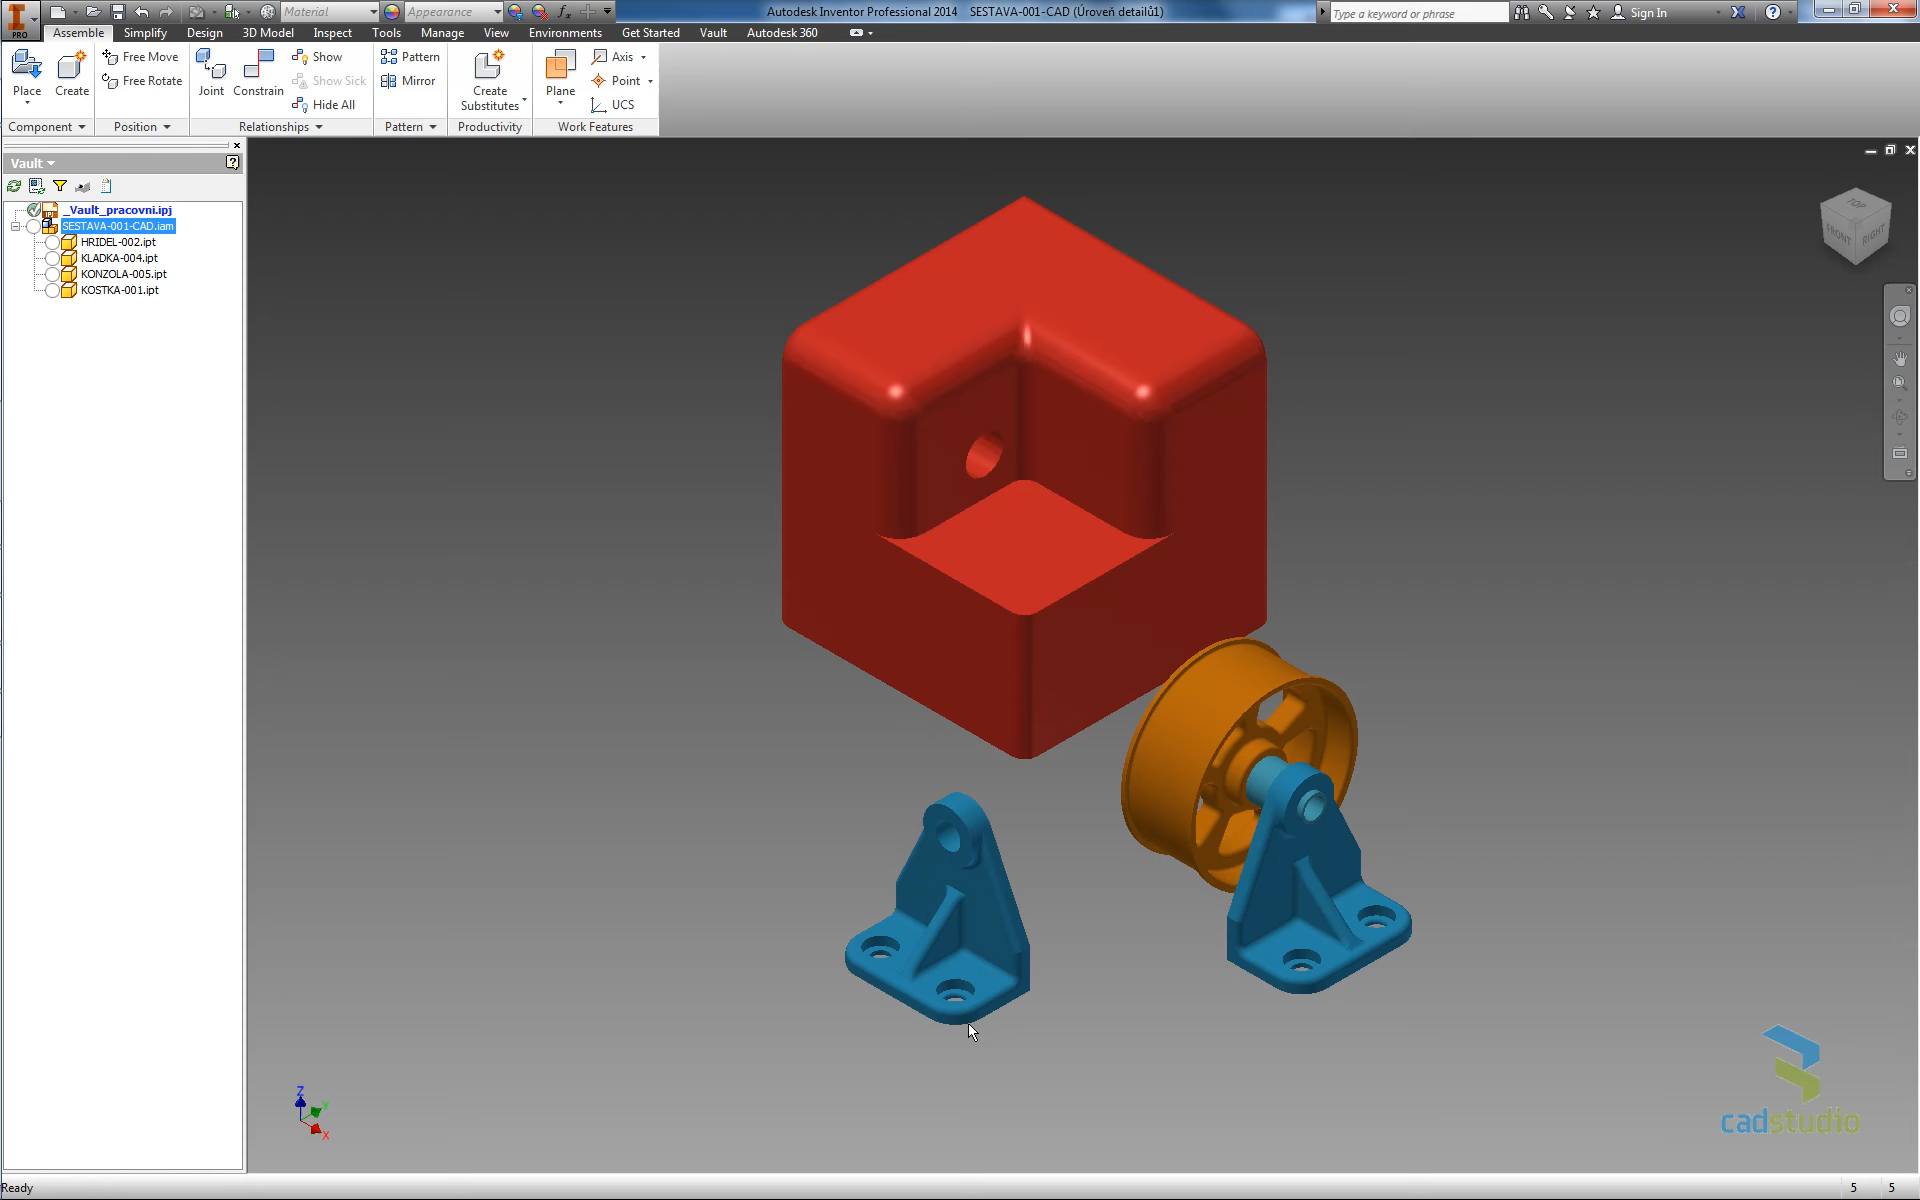 PRO
Material
Appearance
Autodesk Inventor Professional 2014 SESTAVA-001-CAD (Úroveň detailů1)
Type a keyword or phrase
Sign In
Assemble Simplify Design 3D Model Inspect Tools Manage View Environments Get Started Vault Autodesk 360
Place
Create
Free Move
Free Rotate
Joint
Constrain
Show
Show Sick
Hide All
Pattern
Mirror
Create
Substitutes
Plane
Axis
Point
UCS
Component Position Relationships Pattern Productivity Work Features
Vault
_Vault_pracovni.ipj
SESTAVA-001-CAD.iam
HRIDEL-002.ipt
KLADKA-004.ipt
KONZOLA-005.ipt
KOSTKA-001.ipt
TOP
FRONT
RIGHT
Z
Y
X
cadstudio
Ready
5 5